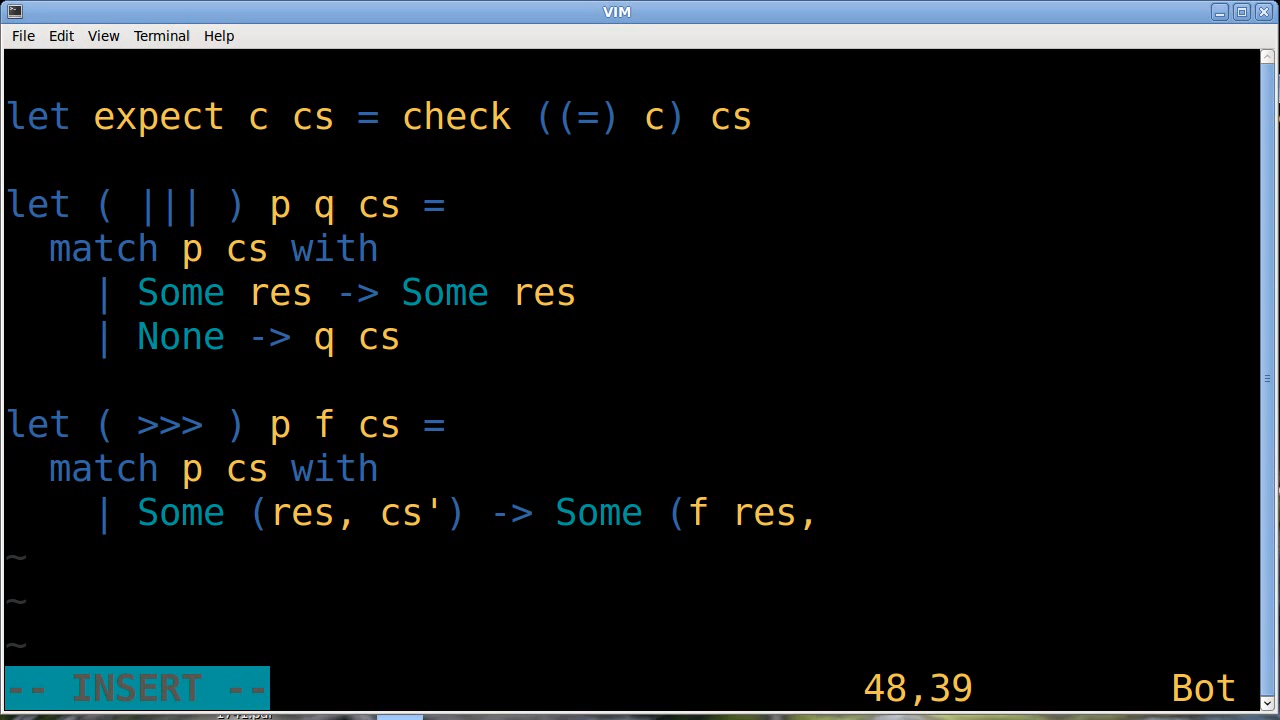 VIM
File Edit View Terminal Help
let expect c cs = check ((=) c) cs
let ( ||| ) p q cs =
  match p cs with
    | Some res -> Some res
    | None -> q cs
let ( >>> ) p f cs =
  match p cs with
    | Some (res, cs') -> Some (f res,
~
~
~
-- INSERT -- 48,39 Bot